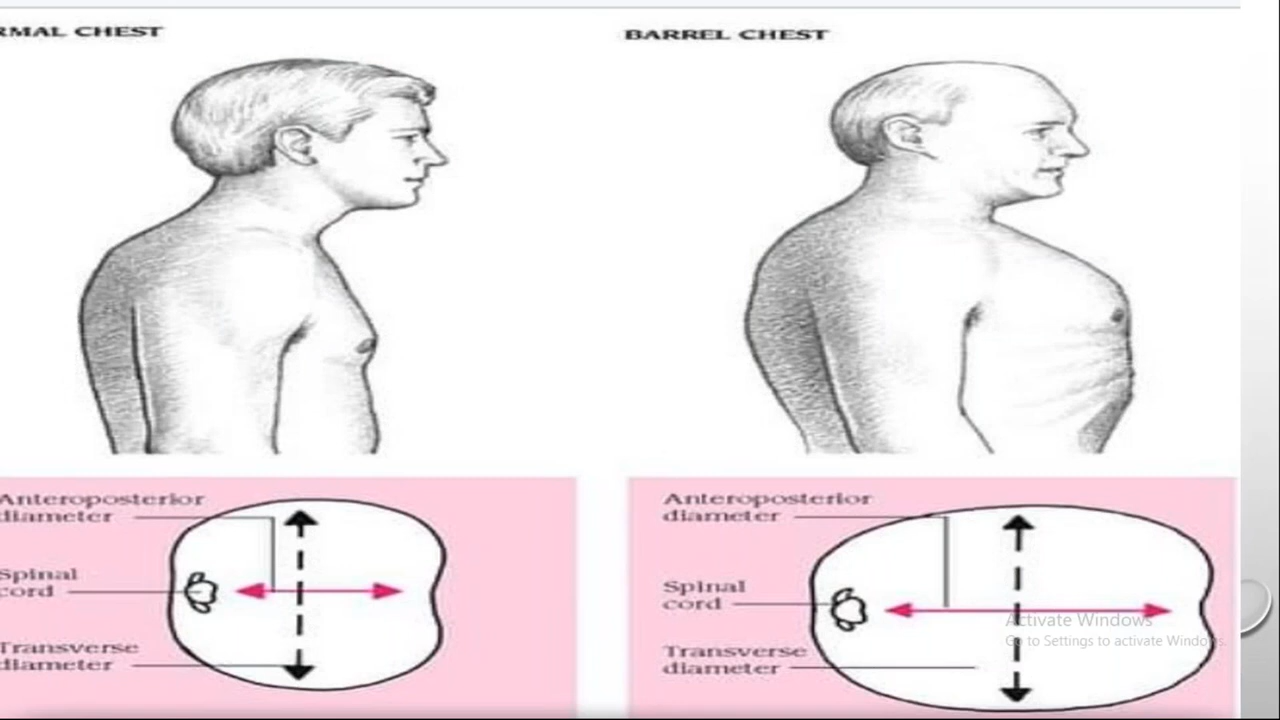 RMAL CHEST
BARREL CHEST
Anteroposterior
diameter
Spinal
cord
Transverse
diameter
Anteroposterior
diameter
Spinal
cord
Transverse
diameter
Activate Windows
Go to Settings to activate Windows.